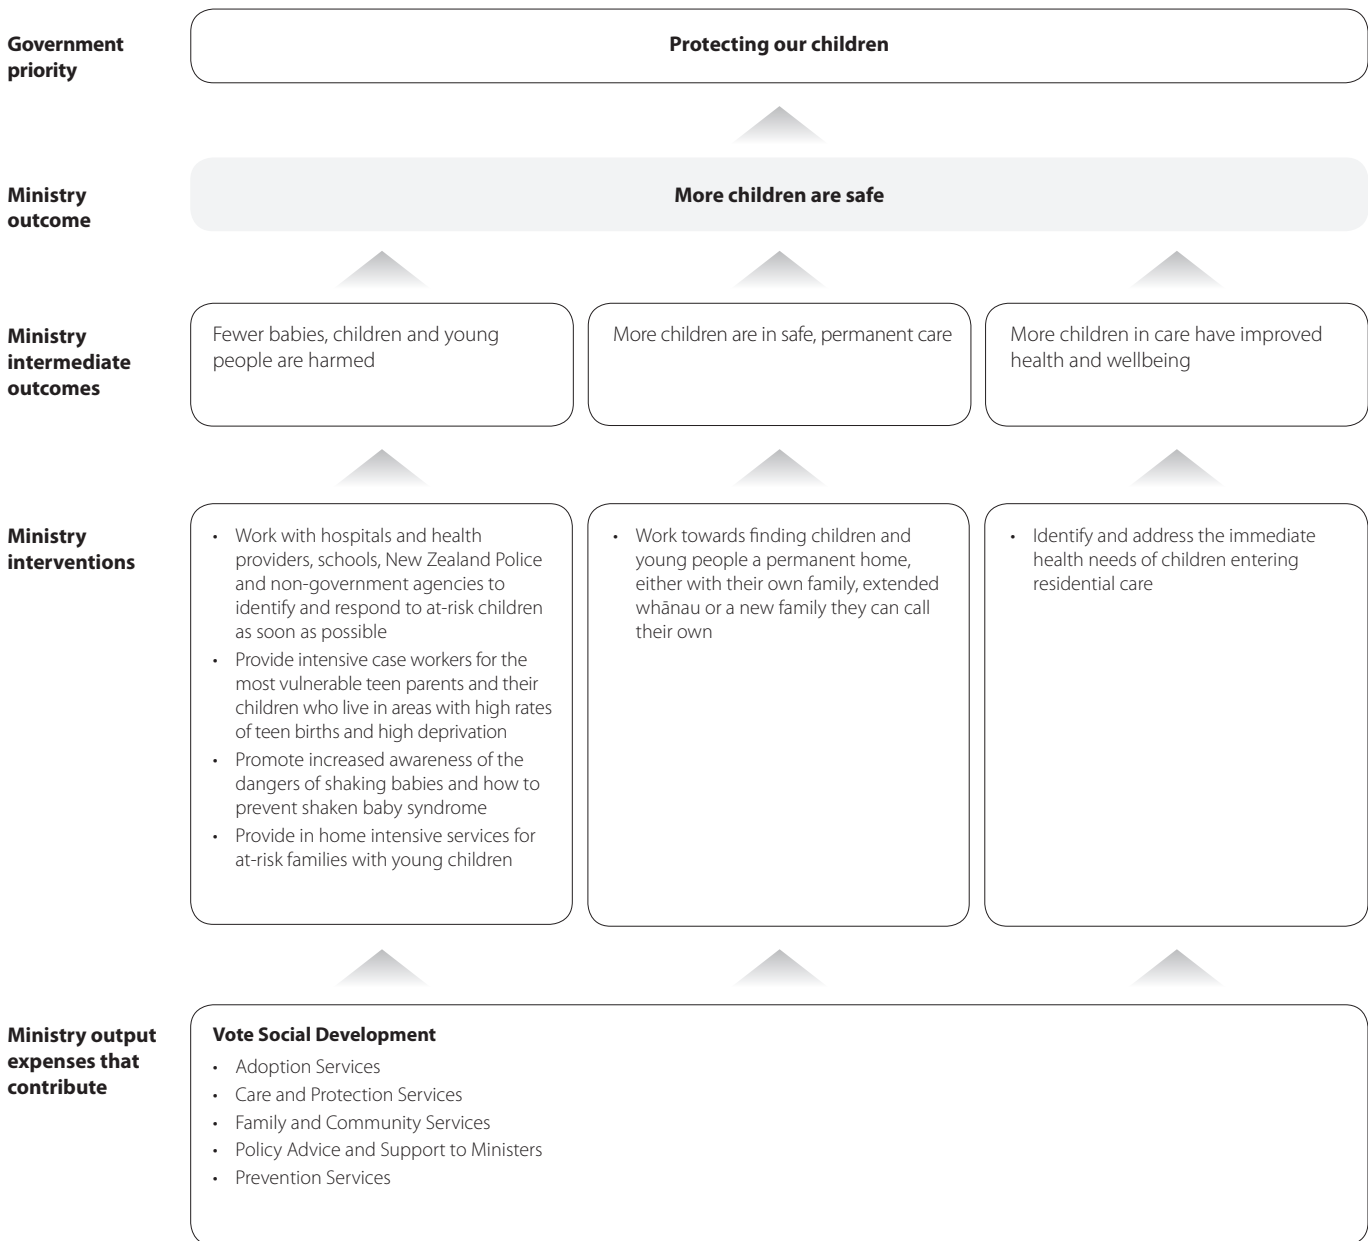 Government
priority
Protecting our children
Ministry
outcome
More children are safe
Ministry
intermediate
outcomes
Fewer babies, children and young
people are harmed
More children are in safe, permanent care
More children in care have improved
health and wellbeing
Ministry
interventions
• Work with hospitals and health
providers, schools, New Zealand Police
and non-government agencies to
identify and respond to at-risk children
as soon as possible
• Provide intensive case workers for the
most vulnerable teen parents and their
children who live in areas with high rates
of teen births and high deprivation
• Promote increased awareness of the
dangers of shaking babies and how to
prevent shaken baby syndrome
• Provide in home intensive services for
at-risk families with young children
• Work towards finding children and
young people a permanent home,
either with their own family, extended
whānau or a new family they can call
their own
• Identify and address the immediate
health needs of children entering
residential care
Ministry output
expenses that
contribute
Vote Social Development
• Adoption Services
• Care and Protection Services
• Family and Community Services
• Policy Advice and Support to Ministers
• Prevention Services